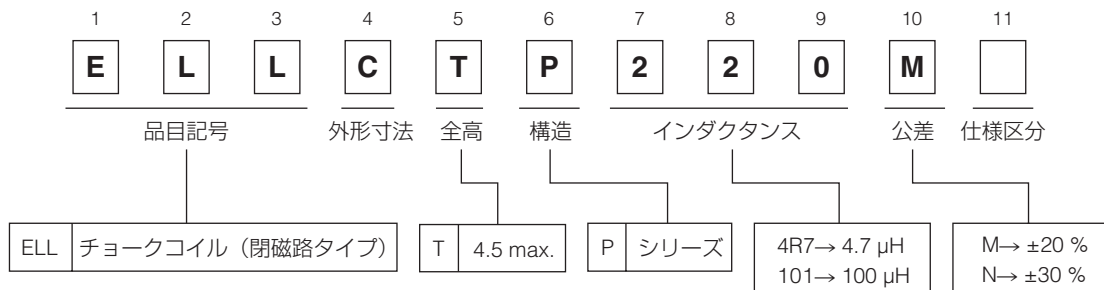 1 2 3 4 5 6 7 8 9 10 11
E L L C T P 2 2 0 M
品目記号 外形寸法 全高 構造 インダクタンス 公差 仕様区分
ELL チョークコイル（閉磁路タイプ） T 4.5 max. P シリーズ 4R7→ 4.7 µH M→ ±20 %
101→ 100 µH N→ ±30 %